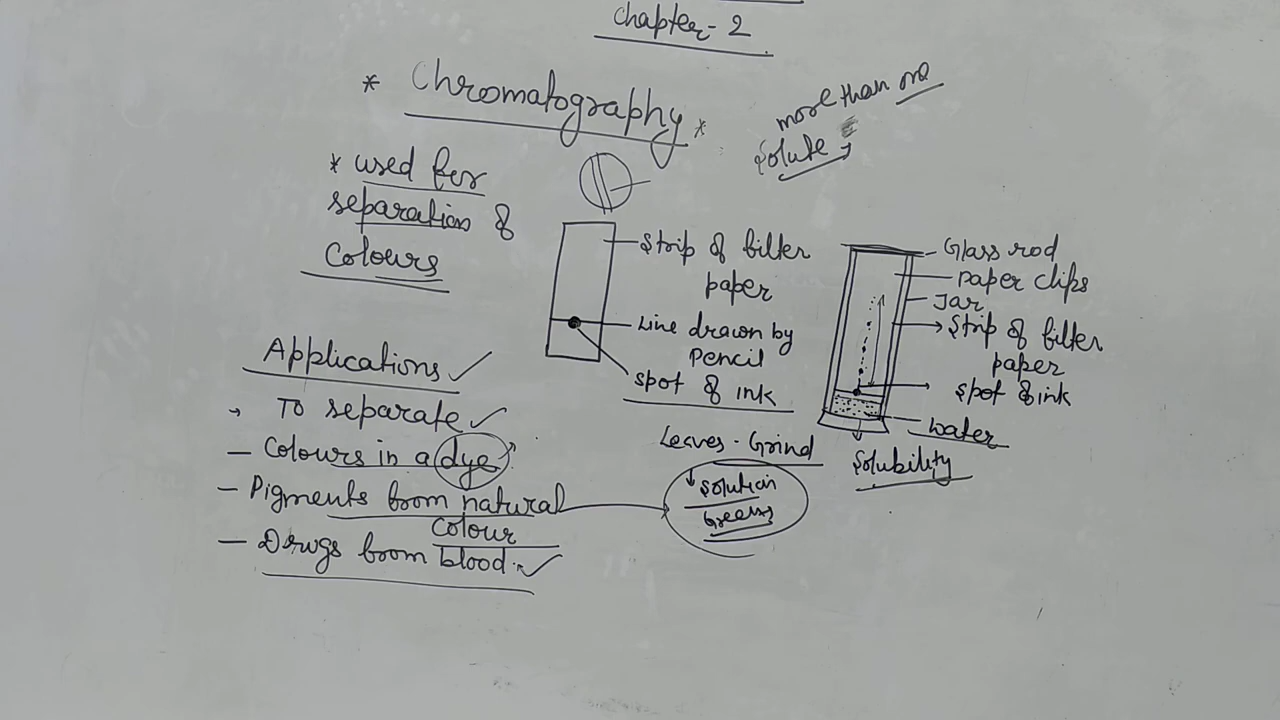 Chapter- 2
* Chromatography *
more than one
Solute
* used for
separation of
Colours
Strip of filter
paper
Line drawn by
Pencil
spot of ink
Glass rod
paper clips
Jar
Strip of filter
paper
spot of ink
water
Solubility
Applications
To separate
- Colours in a dye
- Pigments from natural
colour
- Drugs from blood.
Leaves - Grind
Solution
Green